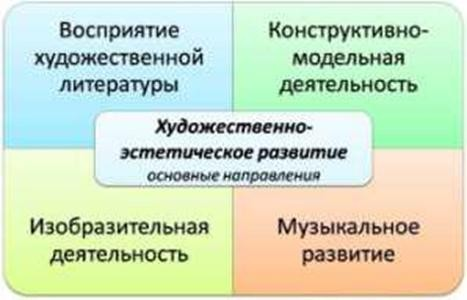 Восприятие
художественной
литературы
Конструктивно-
модельная
деятельность
Художественно-
эстетическое развитие
основные направления
Изобразительная
деятельность
Музыкальное
развитие